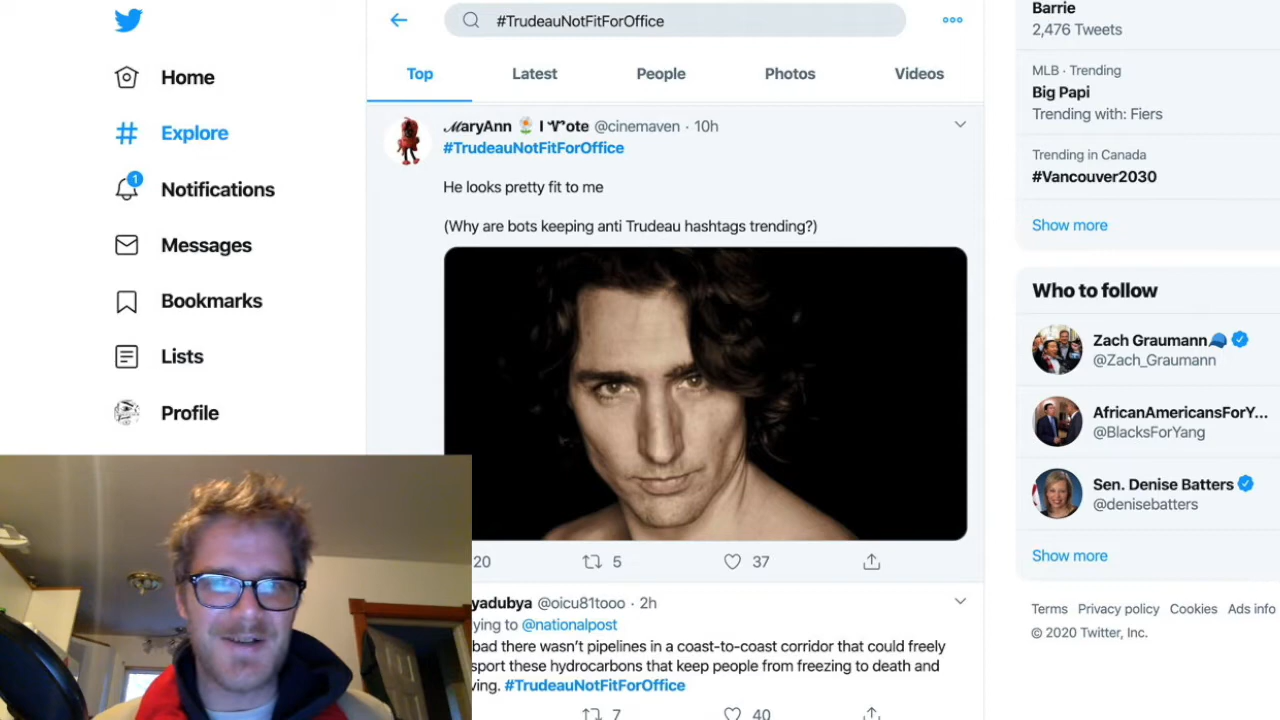 Home
Explore
1
Notifications
Messages
Bookmarks
Lists
Profile
#TrudeauNotFitForOffice
Top
Latest
People
Photos
Videos
ℳaryAnn 🌼 I 𝒱ote @cinemaven · 10h
#TrudeauNotFitForOffice
He looks pretty fit to me
(Why are bots keeping anti Trudeau hashtags trending?)
20
5
37
yadubya @oicu81tooo · 2h
ying to @nationalpost
bad there wasn't pipelines in a coast-to-coast corridor that could freely
sport these hydrocarbons that keep people from freezing to death and
ving. #TrudeauNotFitForOffice
7
40
Barrie
2,476 Tweets
MLB · Trending
Big Papi
Trending with: Fiers
Trending in Canada
#Vancouver2030
Show more
Who to follow
Zach Graumann🧢
@Zach_Graumann
AfricanAmericansForY...
@BlacksForYang
Sen. Denise Batters
@denisebatters
Show more
Terms Privacy policy Cookies Ads info
© 2020 Twitter, Inc.